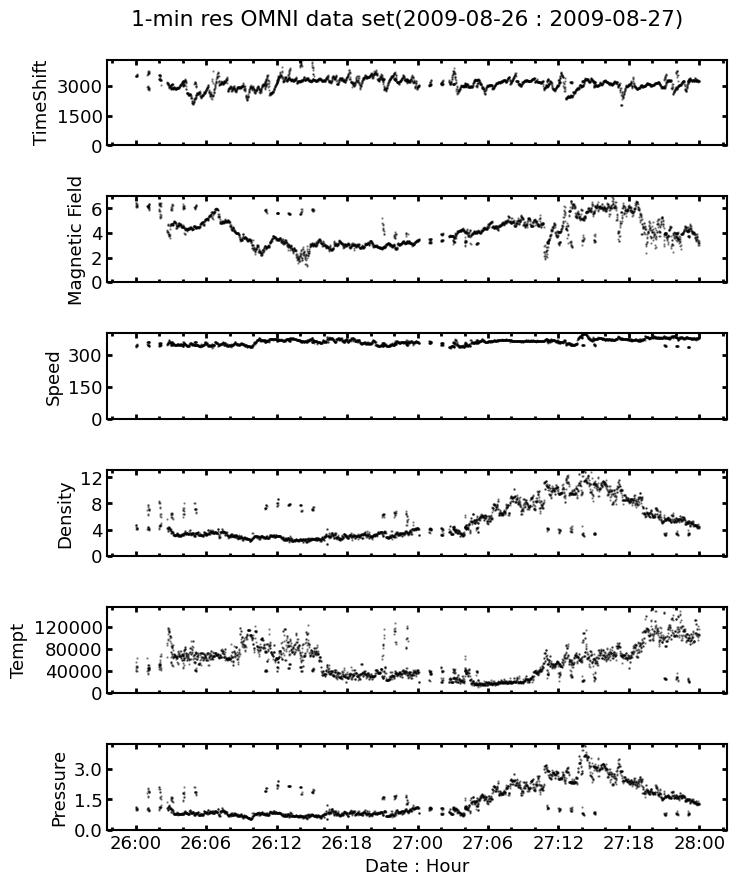 1-min res OMNI data set(2009-08-26 : 2009-08-27)
TimeShift
3000
1500
0
Magnetic Field
6
4
2
0
Speed
300
150
0
Density
12
8
4
0
Tempt
120000
80000
40000
0
Pressure
3.0
1.5
0.0
26:00 26:06 26:12 26:18 27:00 27:06 27:12 27:18 28:00
Date : Hour